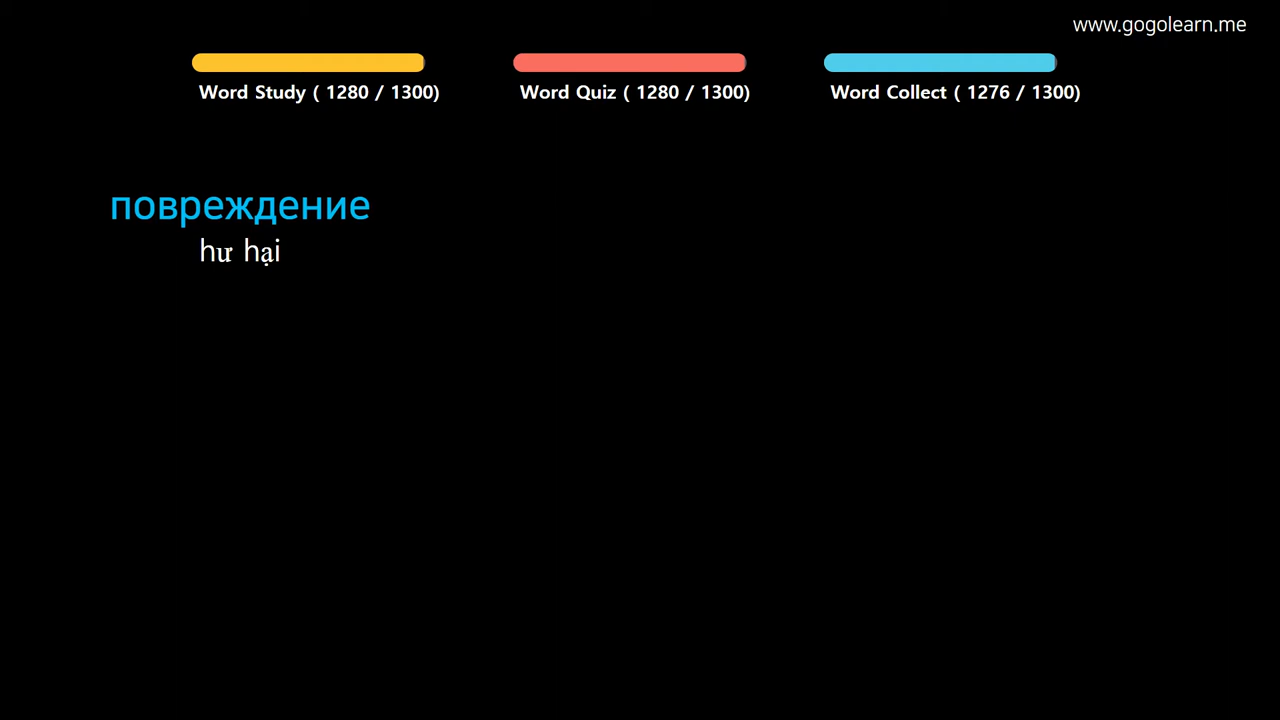 www.gogolearn.me
Word Study ( 1280 / 1300)
Word Quiz ( 1280 / 1300)
Word Collect ( 1276 / 1300)
повреждение
hư hại